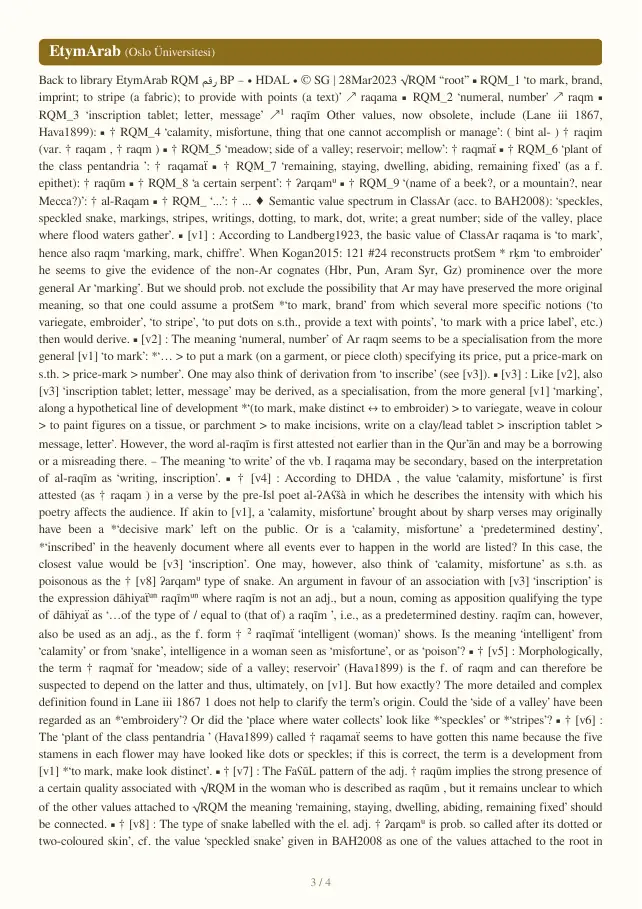 EtymArab (Oslo Üniversitesi)
Back to library EtymArab RQM رقم BP – • HDAL • © SG | 28Mar2023 √RQM “root” ▪ RQM_1 ‘to mark, brand,
imprint; to stripe (a fabric); to provide with points (a text)’ ↗ raqama ▪ RQM_2 ‘numeral, number’ ↗ raqm ▪
RQM_3 ‘inscription tablet; letter, message’ ↗¹ raqīm Other values, now obsolete, include (Lane iii 1867,
Hava1899): ▪ † RQM_4 ‘calamity, misfortune, thing that one cannot accomplish or manage’: ( bint al- ) † raqim
(var. † raqam , † raqm ) ▪ † RQM_5 ‘meadow; side of a valley; reservoir; mellow’: † raqmaẗ ▪ † RQM_6 ‘plant of
the class pentandria ’: † raqamaẗ ▪ † RQM_7 ‘remaining, staying, dwelling, abiding, remaining fixed’ (as a f.
epithet): † raqūm ▪ † RQM_8 ‘a certain serpent’: † ʔarqamᵘ ▪ † RQM_9 ‘(name of a beek?, or a mountain?, near
Mecca?)’: † al-Raqam ▪ † RQM_ ‘...’: † ... ♦ Semantic value spectrum in ClassAr (acc. to BAH2008): ‘speckles,
speckled snake, markings, stripes, writings, dotting, to mark, dot, write; a great number; side of the valley, place
where flood waters gather’. ▪ [v1] : According to Landberg1923, the basic value of ClassAr raqama is ‘to mark’,
hence also raqm ‘marking, mark, chiffre’. When Kogan2015: 121 #24 reconstructs protSem * rḳm ‘to embroider’
he seems to give the evidence of the non-Ar cognates (Hbr, Pun, Aram Syr, Gz) prominence over the more
general Ar ‘marking’. But we should prob. not exclude the possibility that Ar may have preserved the more original
meaning, so that one could assume a protSem *‘to mark, brand’ from which several more specific notions (‘to
variegate, embroider’, ‘to stripe’, ‘to put dots on s.th., provide a text with points’, ‘to mark with a price label’, etc.)
then would derive. ▪ [v2] : The meaning ‘numeral, number’ of Ar raqm seems to be a specialisation from the more
general [v1] ‘to mark’: *‘… > to put a mark (on a garment, or piece cloth) specifying its price, put a price-mark on
s.th. > price-mark > number’. One may also think of derivation from ‘to inscribe’ (see [v3]). ▪ [v3] : Like [v2], also
[v3] ‘inscription tablet; letter, message’ may be derived, as a specialisation, from the more general [v1] ‘marking’,
along a hypothetical line of development *‘(to mark, make distinct ↔ to embroider) > to variegate, weave in colour
> to paint figures on a tissue, or parchment > to make incisions, write on a clay/lead tablet > inscription tablet >
message, letter’. However, the word al-raqīm is first attested not earlier than in the Qurʾān and may be a borrowing
or a misreading there. – The meaning ‘to write’ of the vb. I raqama may be secondary, based on the interpretation
of al-raqīm as ‘writing, inscription’. ▪ † [v4] : According to DHDA , the value ‘calamity, misfortune’ is first
attested (as † raqam ) in a verse by the pre-Isl poet al-ʔAʕšà in which he describes the intensity with which his
poetry affects the audience. If akin to [v1], a ‘calamity, misfortune’ brought about by sharp verses may originally
have been a *‘decisive mark’ left on the public. Or is a ‘calamity, misfortune’ a ‘predetermined destiny’,
*‘inscribed’ in the heavenly document where all events ever to happen in the world are listed? In this case, the
closest value would be [v3] ‘inscription’. One may, however, also think of ‘calamity, misfortune’ as s.th. as
poisonous as the † [v8] ʔarqamᵘ type of snake. An argument in favour of an association with [v3] ‘inscription’ is
the expression dāhiyaẗᵘⁿ raqīmᵘⁿ where raqīm is not an adj., but a noun, coming as apposition qualifying the type
of dāhiyaẗ as ‘…of the type of / equal to (that of) a raqīm ’, i.e., as a predetermined destiny. raqīm can, however,
also be used as an adj., as the f. form † ² raqīmaẗ ‘intelligent (woman)’ shows. Is the meaning ‘intelligent’ from
‘calamity’ or from ‘snake’, intelligence in a woman seen as ‘misfortune’, or as ‘poison’? ▪ † [v5] : Morphologically,
the term † raqmaẗ for ‘meadow; side of a valley; reservoir’ (Hava1899) is the f. of raqm and can therefore be
suspected to depend on the latter and thus, ultimately, on [v1]. But how exactly? The more detailed and complex
definition found in Lane iii 1867 1 does not help to clarify the term’s origin. Could the ‘side of a valley’ have been
regarded as an *‘embroidery’? Or did the ‘place where water collects’ look like *‘speckles’ or *‘stripes’? ▪ † [v6] :
The ‘plant of the class pentandria ’ (Hava1899) called † raqamaẗ seems to have gotten this name because the five
stamens in each flower may have looked like dots or speckles; if this is correct, the term is a development from
[v1] *‘to mark, make look distinct’. ▪ † [v7] : The FaʕūL pattern of the adj. † raqūm implies the strong presence of
a certain quality associated with √RQM in the woman who is described as raqūm , but it remains unclear to which
of the other values attached to √RQM the meaning ‘remaining, staying, dwelling, abiding, remaining fixed’ should
be connected. ▪ † [v8] : The type of snake labelled with the el. adj. † ʔarqamᵘ is prob. so called after its dotted or
two-coloured skin’, cf. the value ‘speckled snake’ given in BAH2008 as one of the values attached to the root in
3 / 4